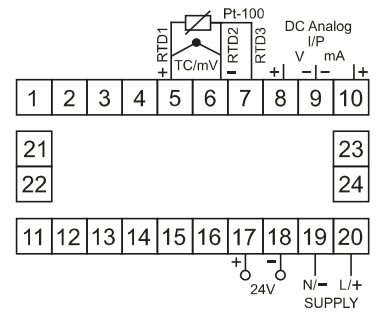 Pt-100
RTD1 RTD2 RTD3
DC Analog
I/P
TC/mV
V mA
+ − + − − +
1 2 3 4 5 6 7 8 9 10
21 23
22 24
11 12 13 14 15 16 17 18 19 20
+ −
24V
N/− L/+
SUPPLY